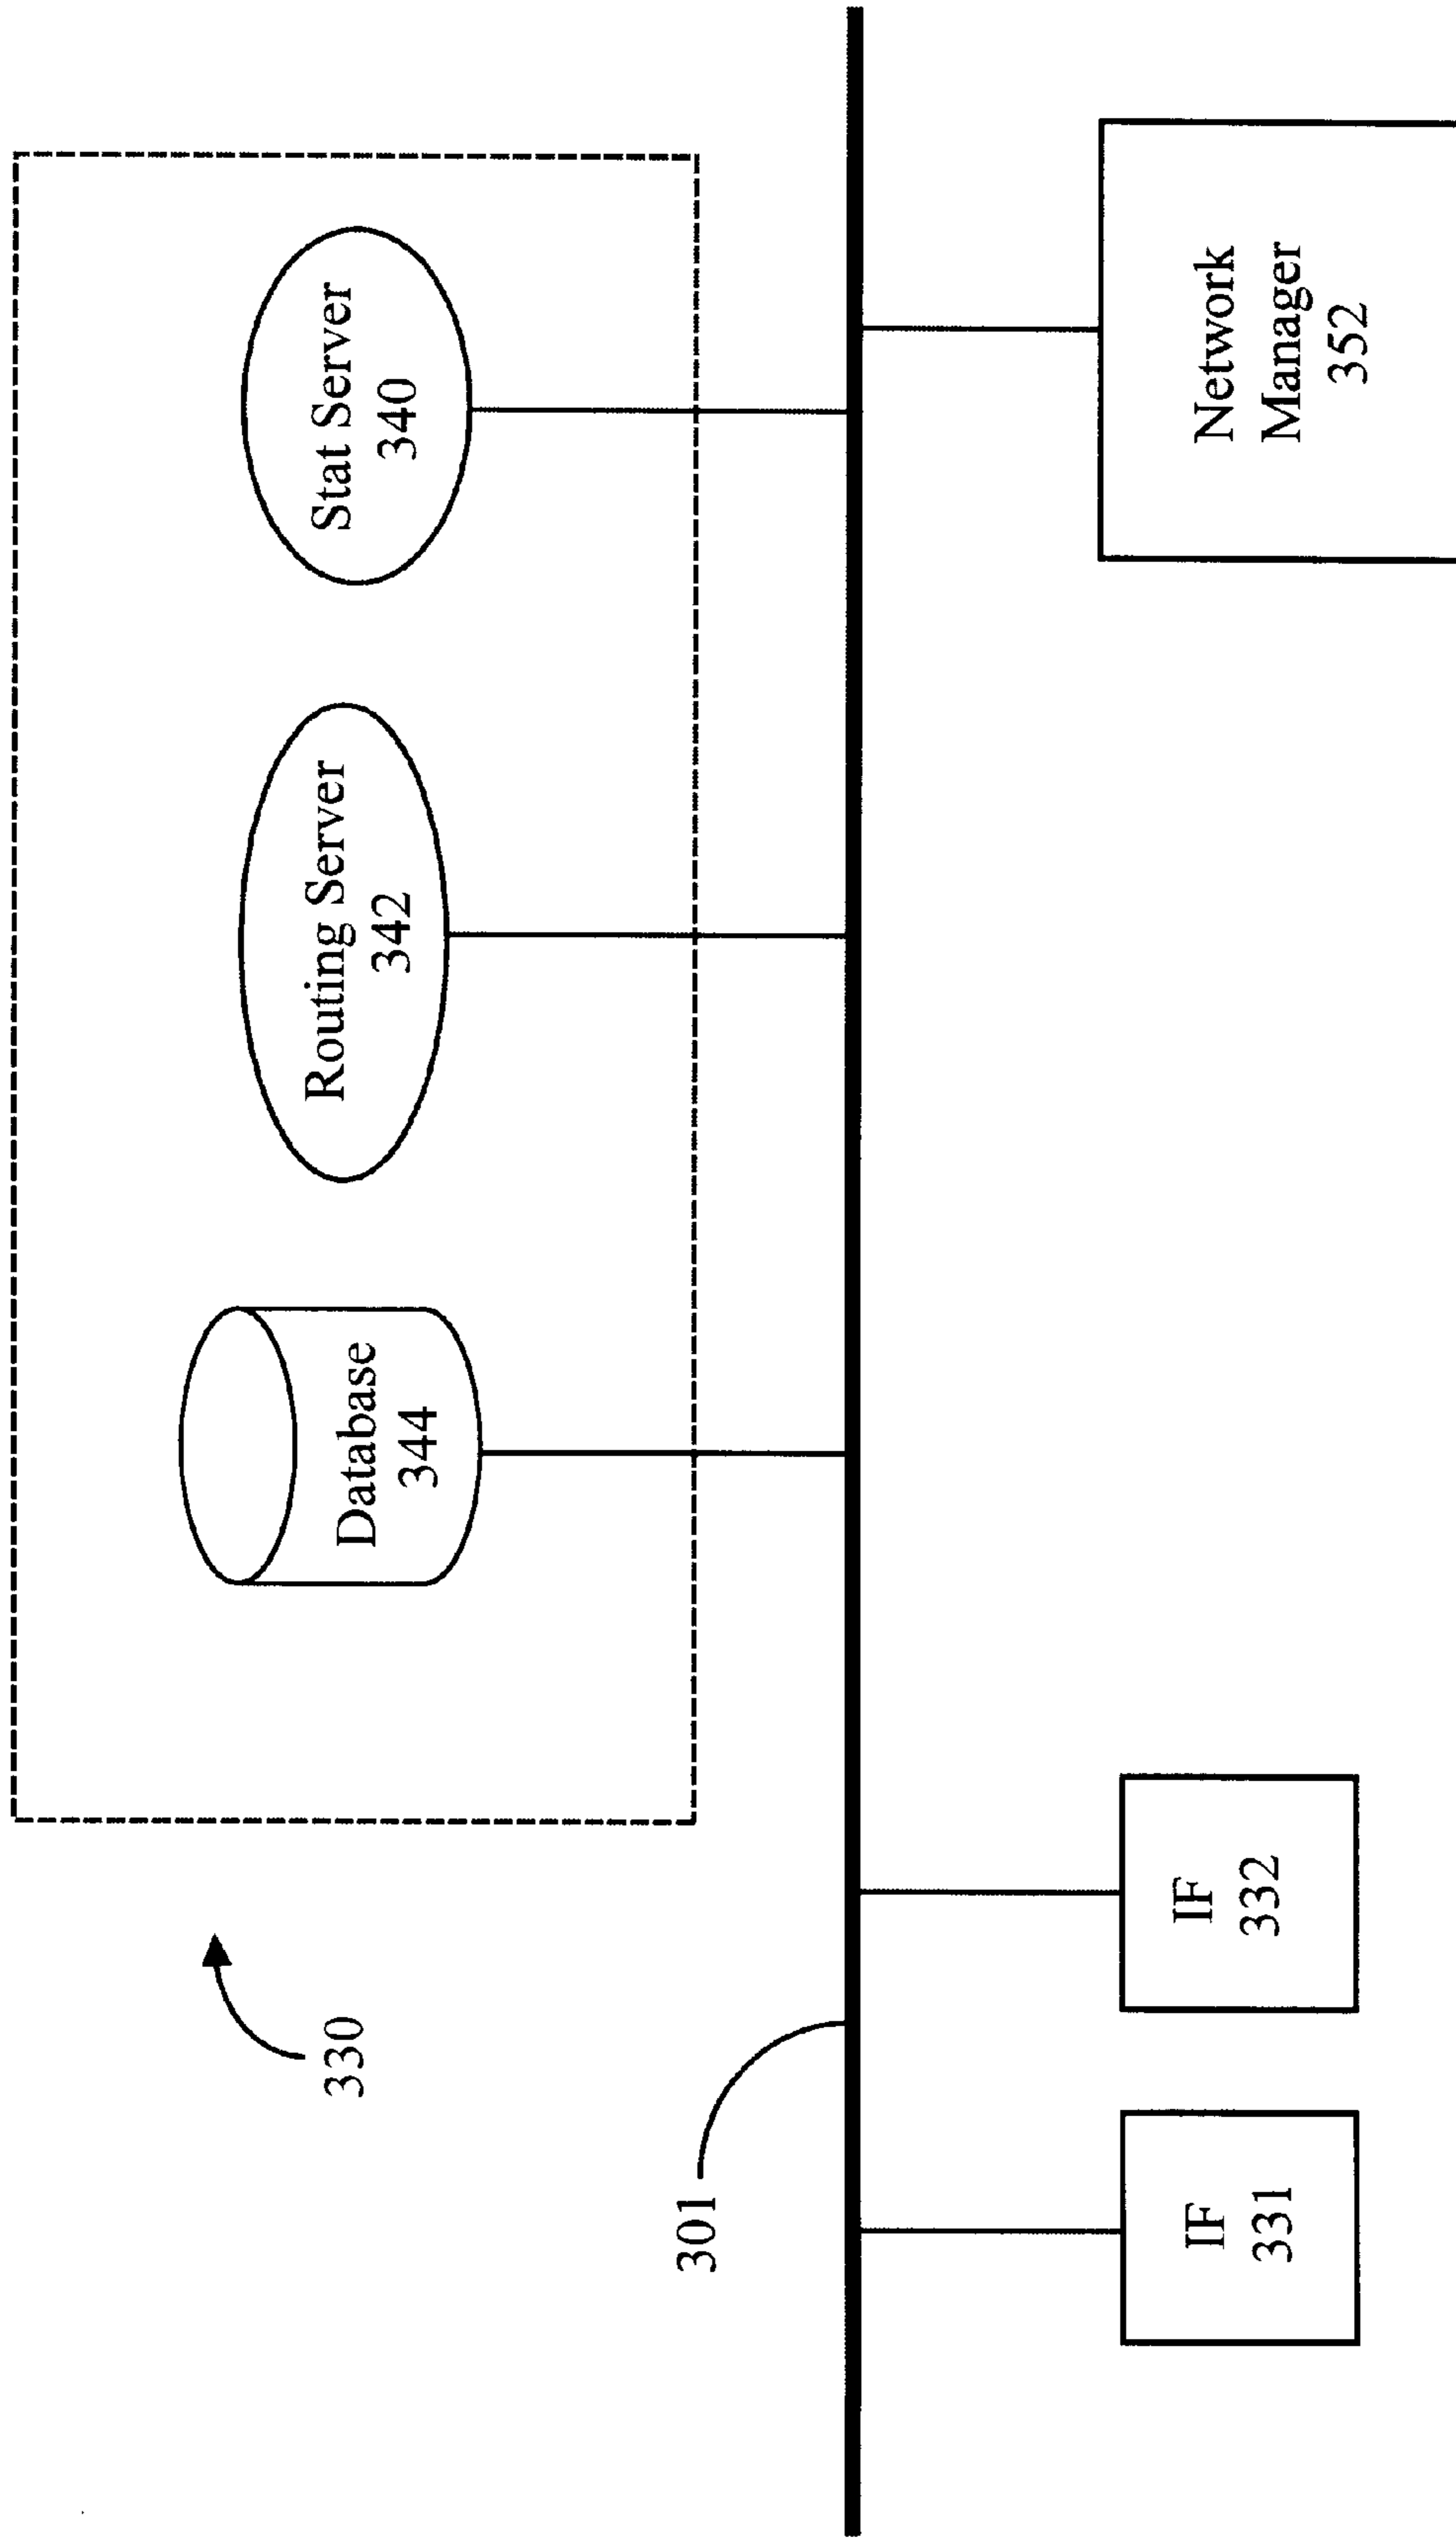 330
Database
344
Routing Server
342
Stat Server
340
301
IF
331
IF
332
Network
Manager
352